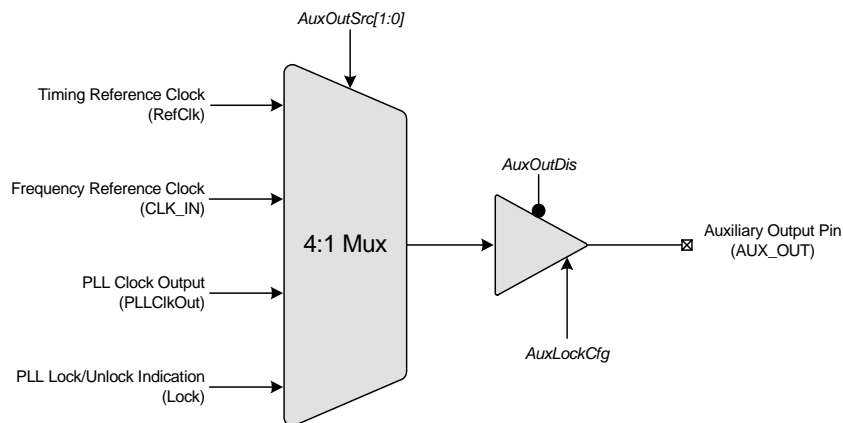 AuxOutSrc[1:0]
Timing Reference Clock
(RefClk)
Frequency Reference Clock
(CLK_IN)
PLL Clock Output
(PLLClkOut)
PLL Lock/Unlock Indication
(Lock)
4:1 Mux
AuxOutDis
AuxLockCfg
Auxiliary Output Pin
(AUX_OUT)